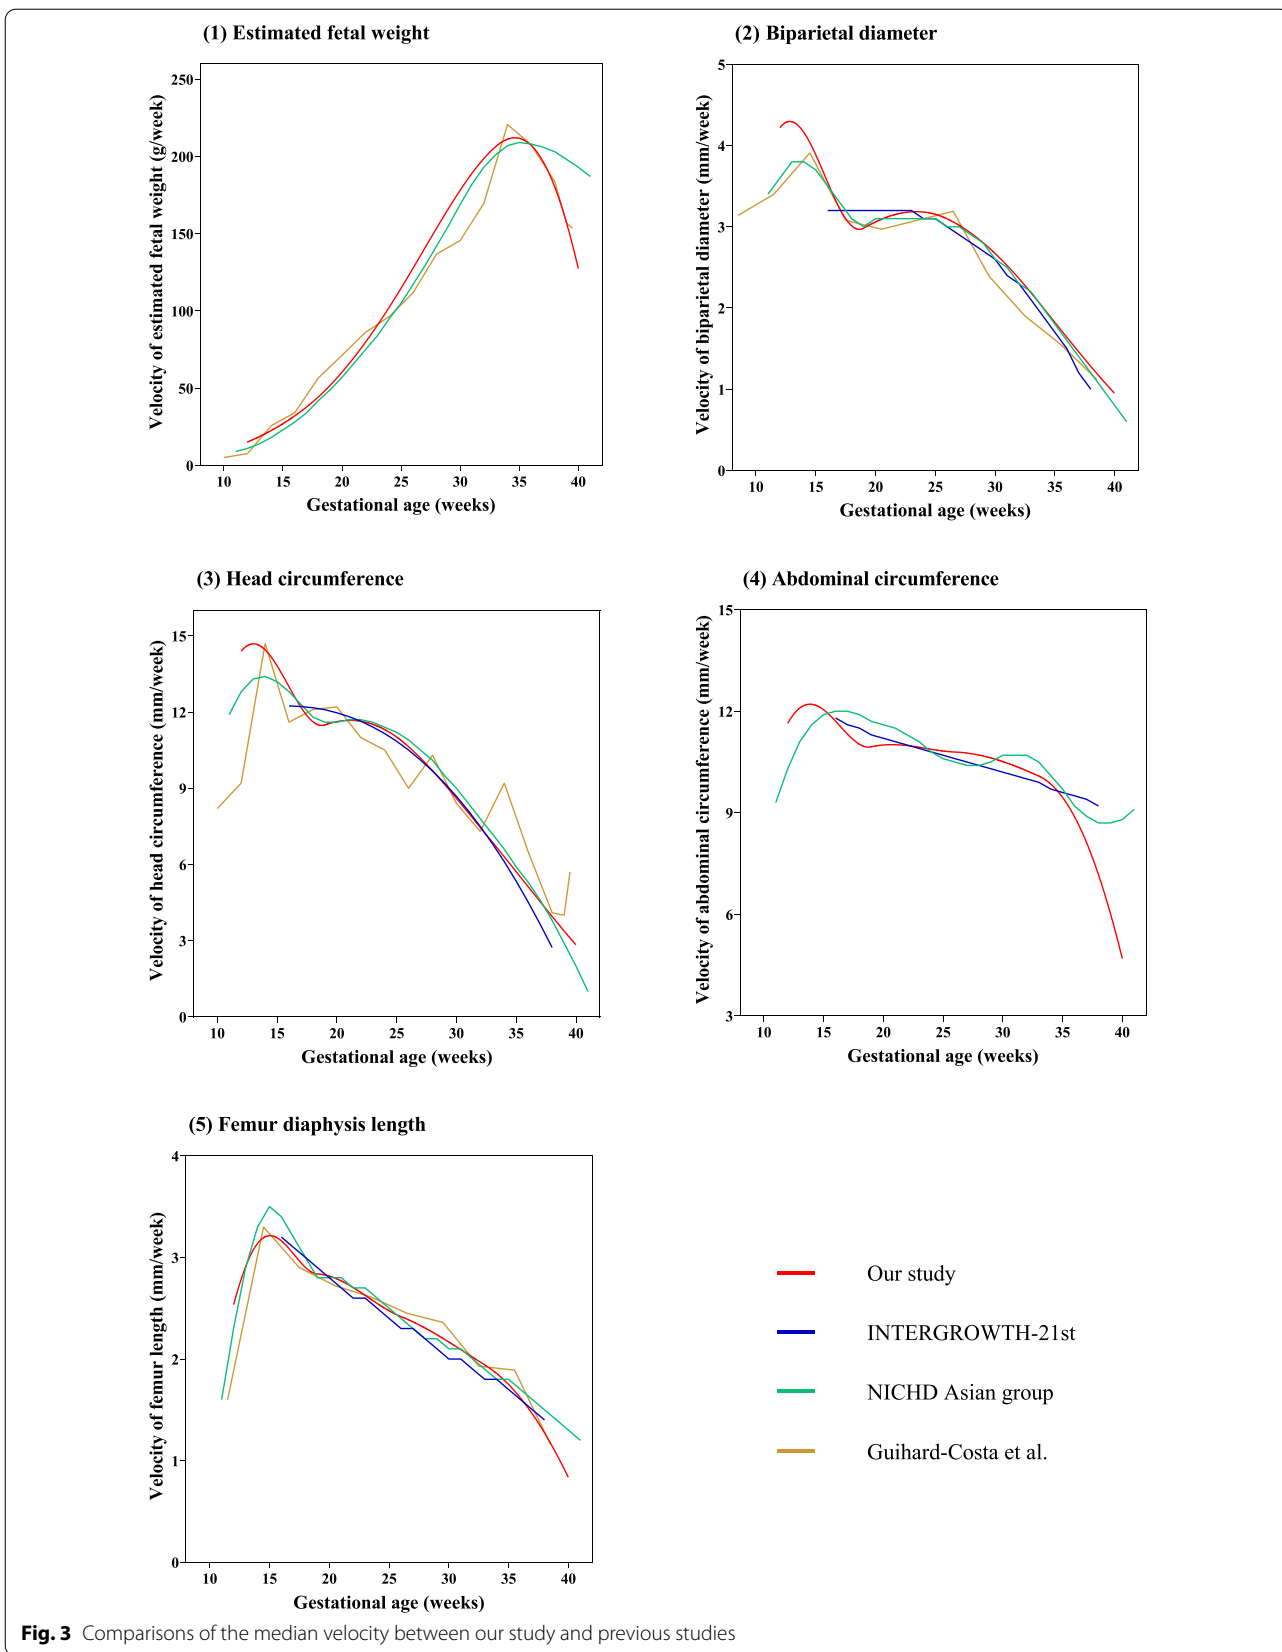 (1) Estimated fetal weight
Velocity of estimated fetal weight (g/week)
250
200
150
100
50
0
10 15 20 25 30 35 40
Gestational age (weeks)
(2) Biparietal diameter
Velocity of biparietal diameter (mm/week)
5
4
3
2
1
0
10 15 20 25 30 35 40
Gestational age (weeks)
(3) Head circumference
Velocity of head circumference (mm/week)
15
12
9
6
3
0
10 15 20 25 30 35 40
Gestational age (weeks)
(4) Abdominal circumference
Velocity of abdominal circumference (mm/week)
15
12
9
6
3
10 15 20 25 30 35 40
Gestational age (weeks)
(5) Femur diaphysis length
Velocity of femur length (mm/week)
4
3
2
1
0
10 15 20 25 30 35 40
Gestational age (weeks)
Our study
INTERGROWTH-21st
NICHD Asian group
Guihard-Costa et al.
Fig. 3 Comparisons of the median velocity between our study and previous studies